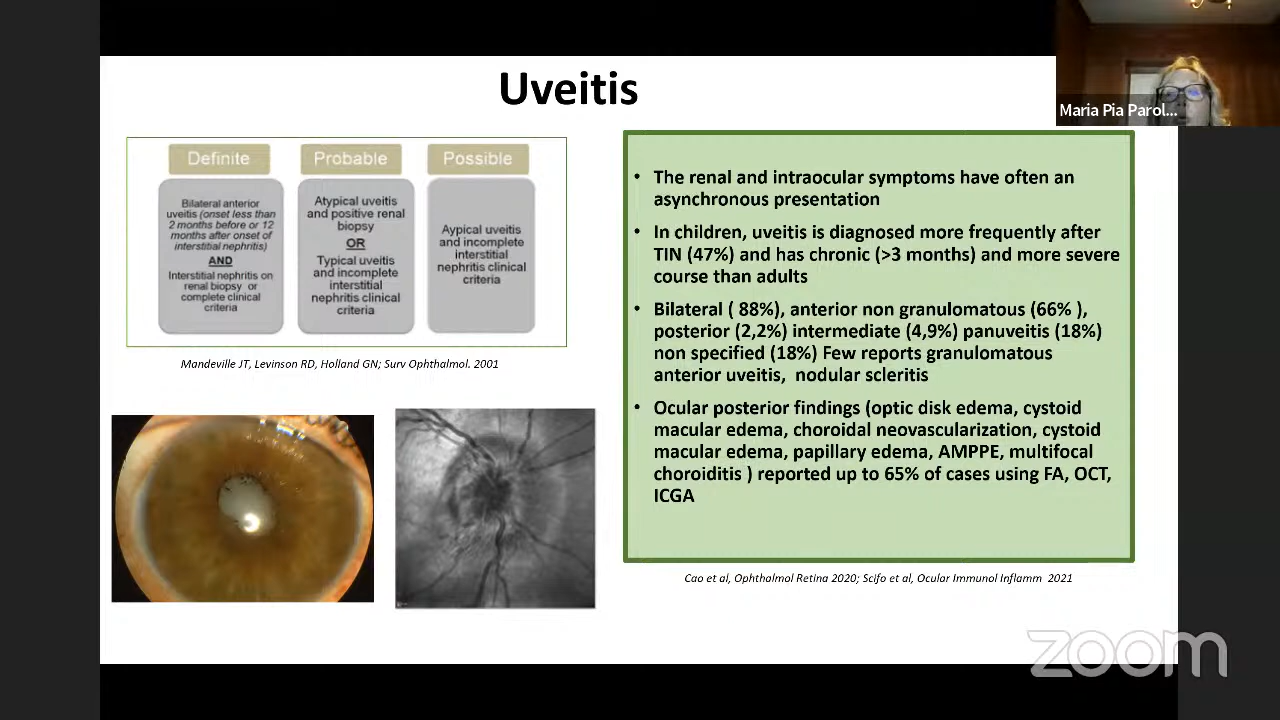 Uveitis
Maria Pia Parol...
Definite
Bilateral anterior
uveitis (onset less than
2 months before or 12
months after onset of
interstitial nephritis)
AND
Interstitial nephritis on
renal biopsy or
complete clinical
criteria
Probable
Atypical uveitis
and positive renal
biopsy
OR
Typical uveitis
and incomplete
interstitial
nephritis clinical
criteria
Possible
Aypical uveitis
and incomplete
interstitial
nephritis clinical
criteria
Mandeville JT, Levinson RD, Holland GN; Surv Ophthalmol. 2001
• The renal and intraocular symptoms have often an
asynchronous presentation
• In children, uveitis is diagnosed more frequently after
TIN (47%) and has chronic (>3 months) and more severe
course than adults
• Bilateral ( 88%), anterior non granulomatous (66% ),
posterior (2,2%) intermediate (4,9%) panuveitis (18%)
non specified (18%) Few reports granulomatous
anterior uveitis, nodular scleritis
• Ocular posterior findings (optic disk edema, cystoid
macular edema, choroidal neovascularization, cystoid
macular edema, papillary edema, AMPPE, multifocal
choroiditis ) reported up to 65% of cases using FA, OCT,
ICGA
Cao et al, Ophthalmol Retina 2020; Scifo et al, Ocular Immunol Inflamm 2021
zoom